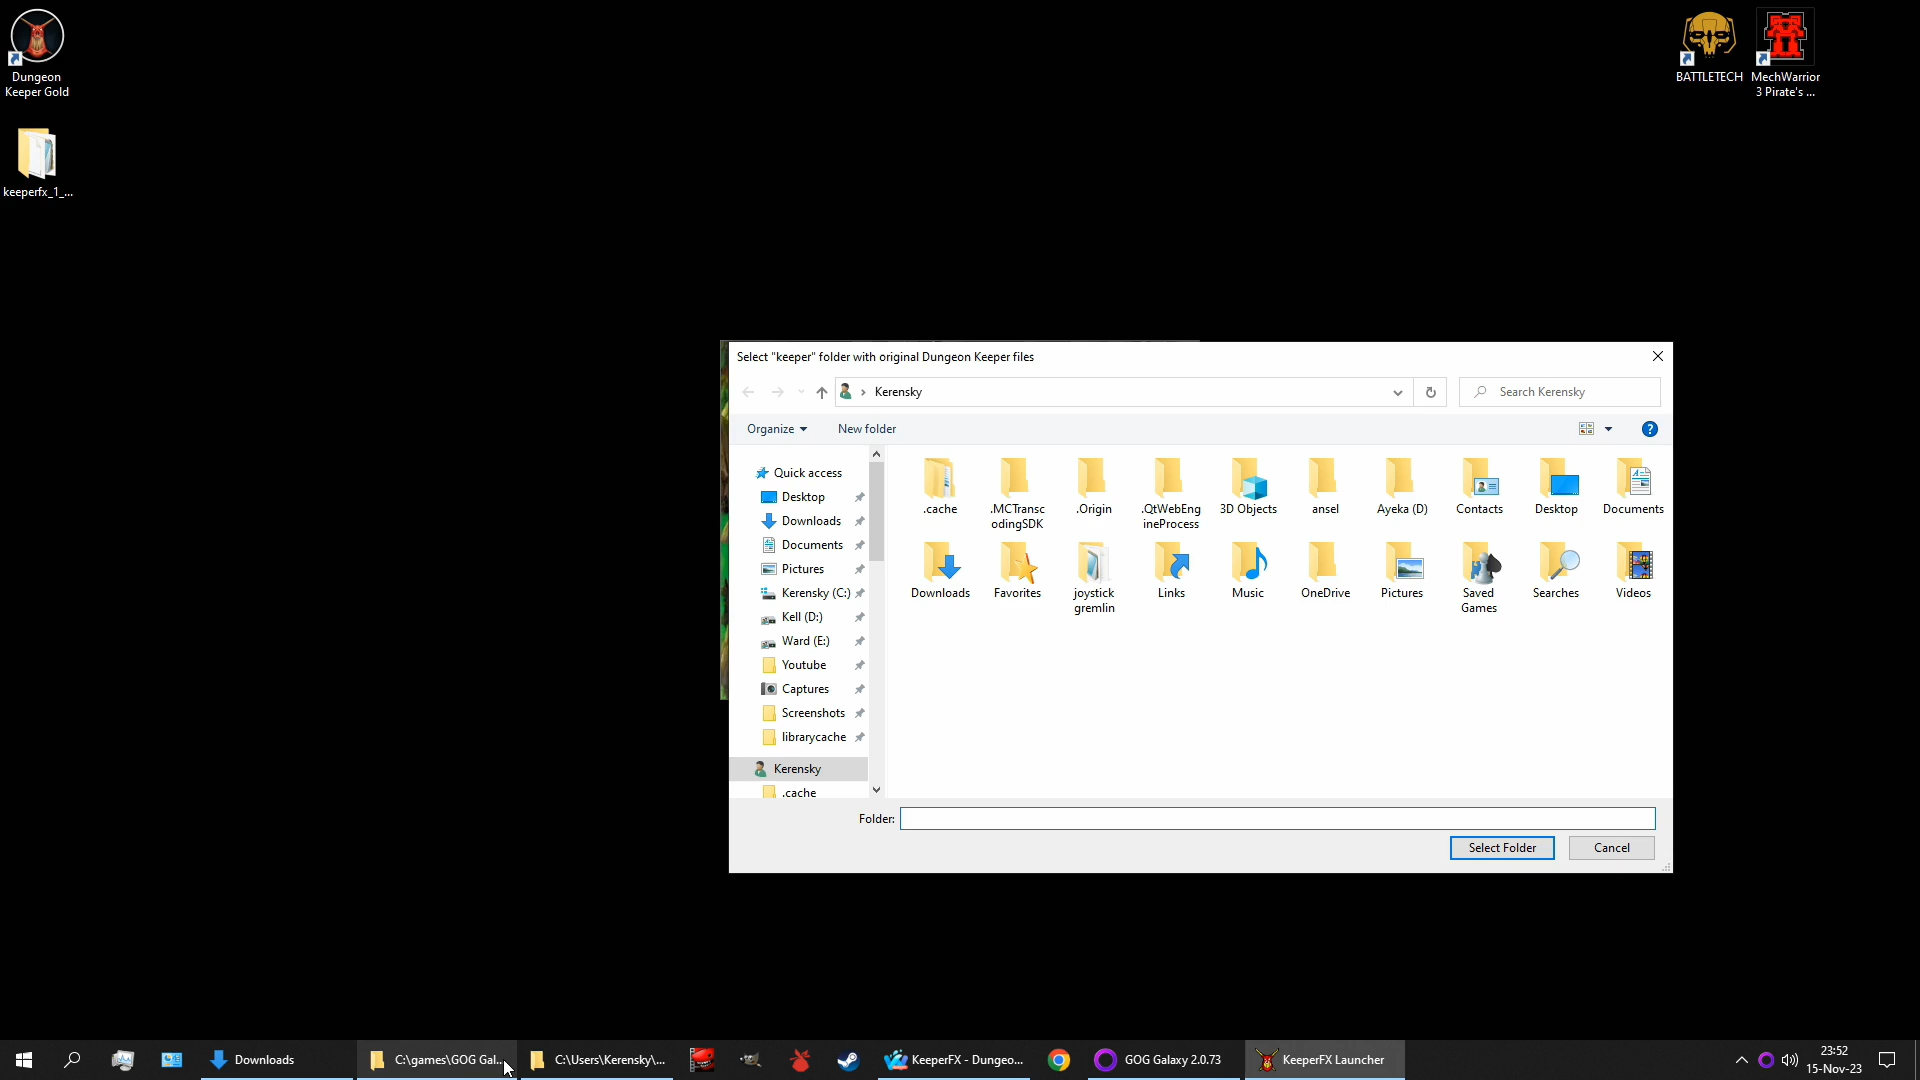 Dungeon
Keeper Gold
keeperfx_1_...
BATTLETECH
MechWarrior
3 Pirate's ...
Select "keeper" folder with original Dungeon Keeper files
Kerensky
Search Kerensky
Organize
New folder
?
Quick access
Desktop
Downloads
Documents
Pictures
Kerensky (C:)
Kell (D:)
Ward (E:)
Youtube
Captures
Screenshots
librarycache
Kerensky
.cache
.cache
.MCTransc
odingSDK
.Origin
.QtWebEng
ineProcess
3D Objects
ansel
Ayeka (D)
Contacts
Desktop
Documents
Downloads
Favorites
joystick
gremlin
Links
Music
OneDrive
Pictures
Saved
Games
Searches
Videos
Folder:
Select Folder
Cancel
Downloads
C:\games\GOG Gal...
C:\Users\Kerensky\...
KeeperFX - Dungeo...
GOG Galaxy 2.0.73
KeeperFX Launcher
23:52
15-Nov-23